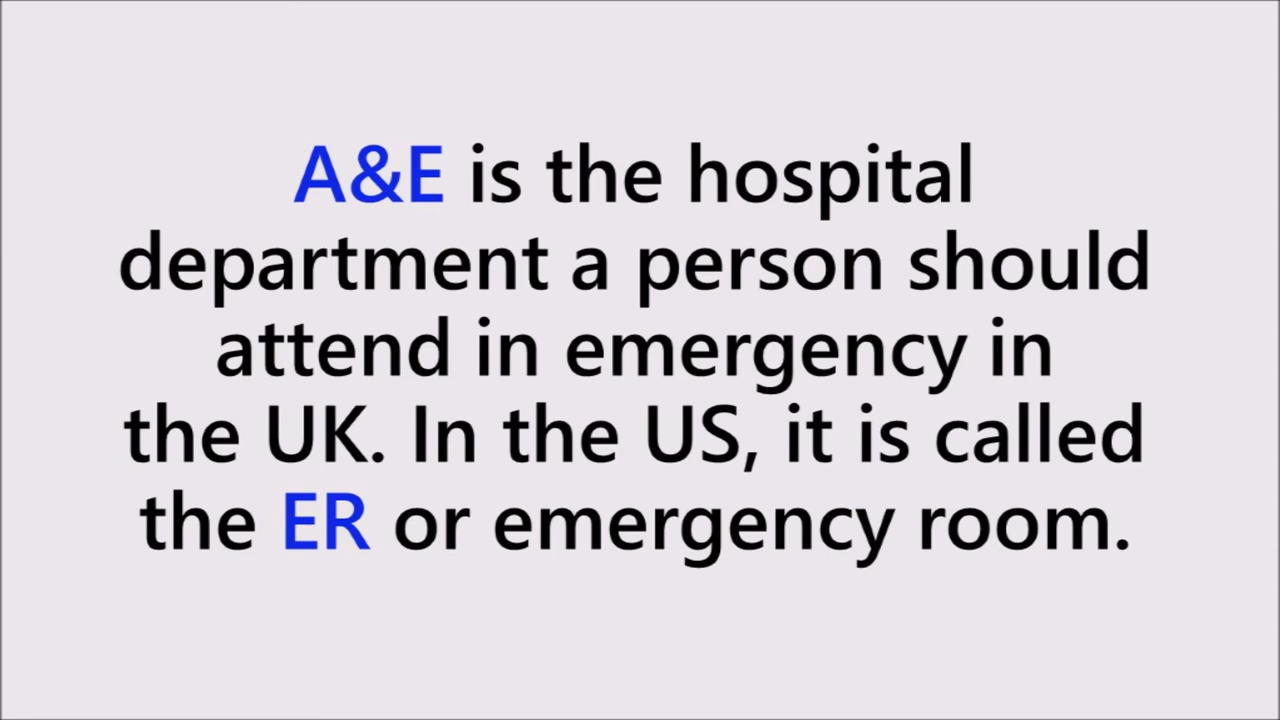 A&E is the hospital
department a person should
attend in emergency in
the UK. In the US, it is called
the ER or emergency room.